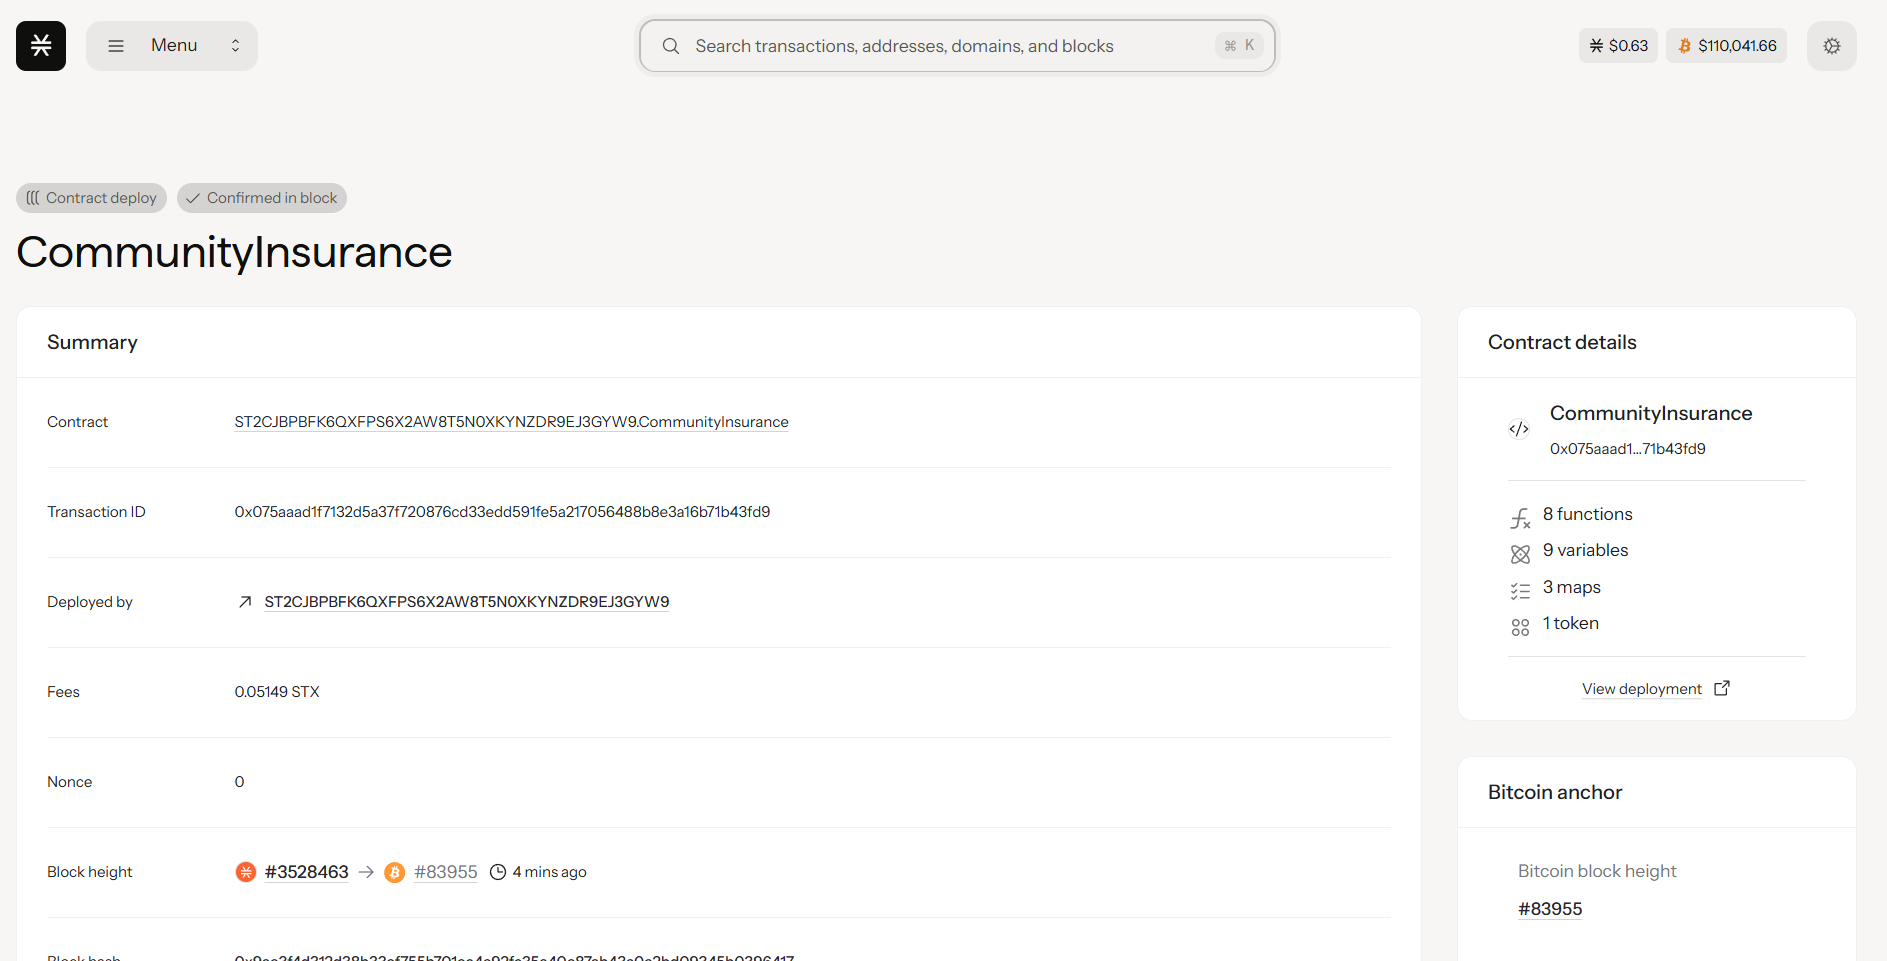 Menu
Search transactions, addresses, domains, and blocks
⌘ K
$0.63
$110,041.66
Contract deploy
Confirmed in block
CommunityInsurance
Summary
Contract
ST2CJBPBFK6QXFPS6X2AW8T5N0XKYNZDR9EJ3GYW9.CommunityInsurance
Transaction ID
0x075aaad1f7132d5a37f720876cd33edd591fe5a217056488b8e3a16b71b43fd9
Deployed by
ST2CJBPBFK6QXFPS6X2AW8T5N0XKYNZDR9EJ3GYW9
Fees
0.05149 STX
Nonce
0
Block height
#3528463
#83955
4 mins ago
Block hash
Contract details
CommunityInsurance
0x075aaad1...71b43fd9
8 functions
9 variables
3 maps
1 token
View deployment
Bitcoin anchor
Bitcoin block height
#83955